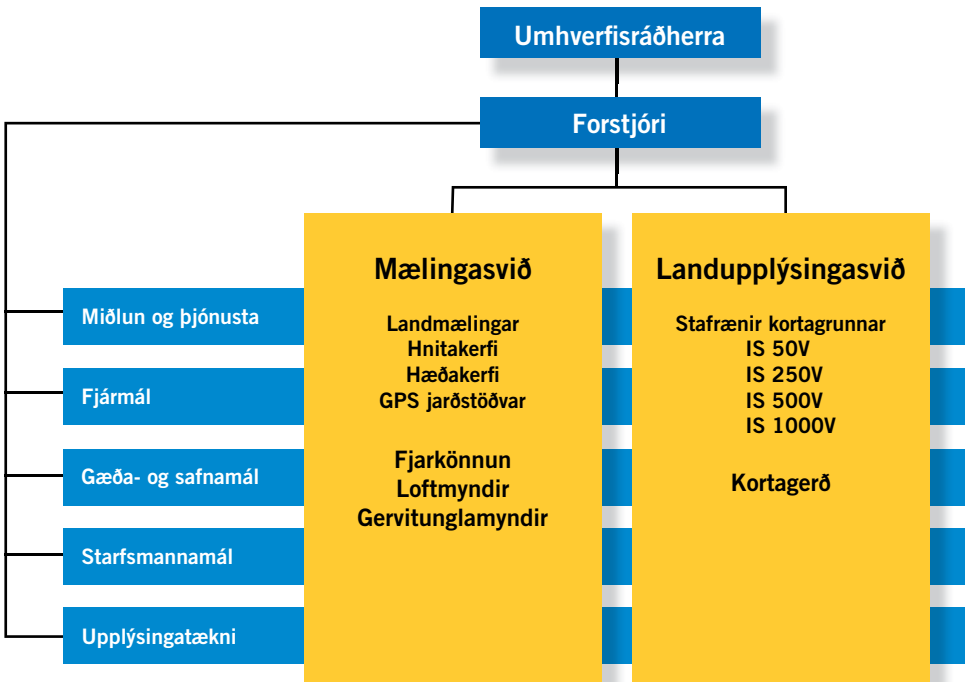 Umhverfisráðherra
Forstjóri
Mælingasvið
Landmælingar
Hnitakerfi
Hæðakerfi
GPS jarðstöðvar
Fjarkönnun
Loftmyndir
Gervitunglamyndir
Landupplýsingasvið
Stafrænir kortagrunnar
IS 50V
IS 250V
IS 500V
IS 1000V
Kortagerð
Miðlun og þjónusta
Fjármál
Gæða- og safnamál
Starfsmannamál
Upplýsingatækni